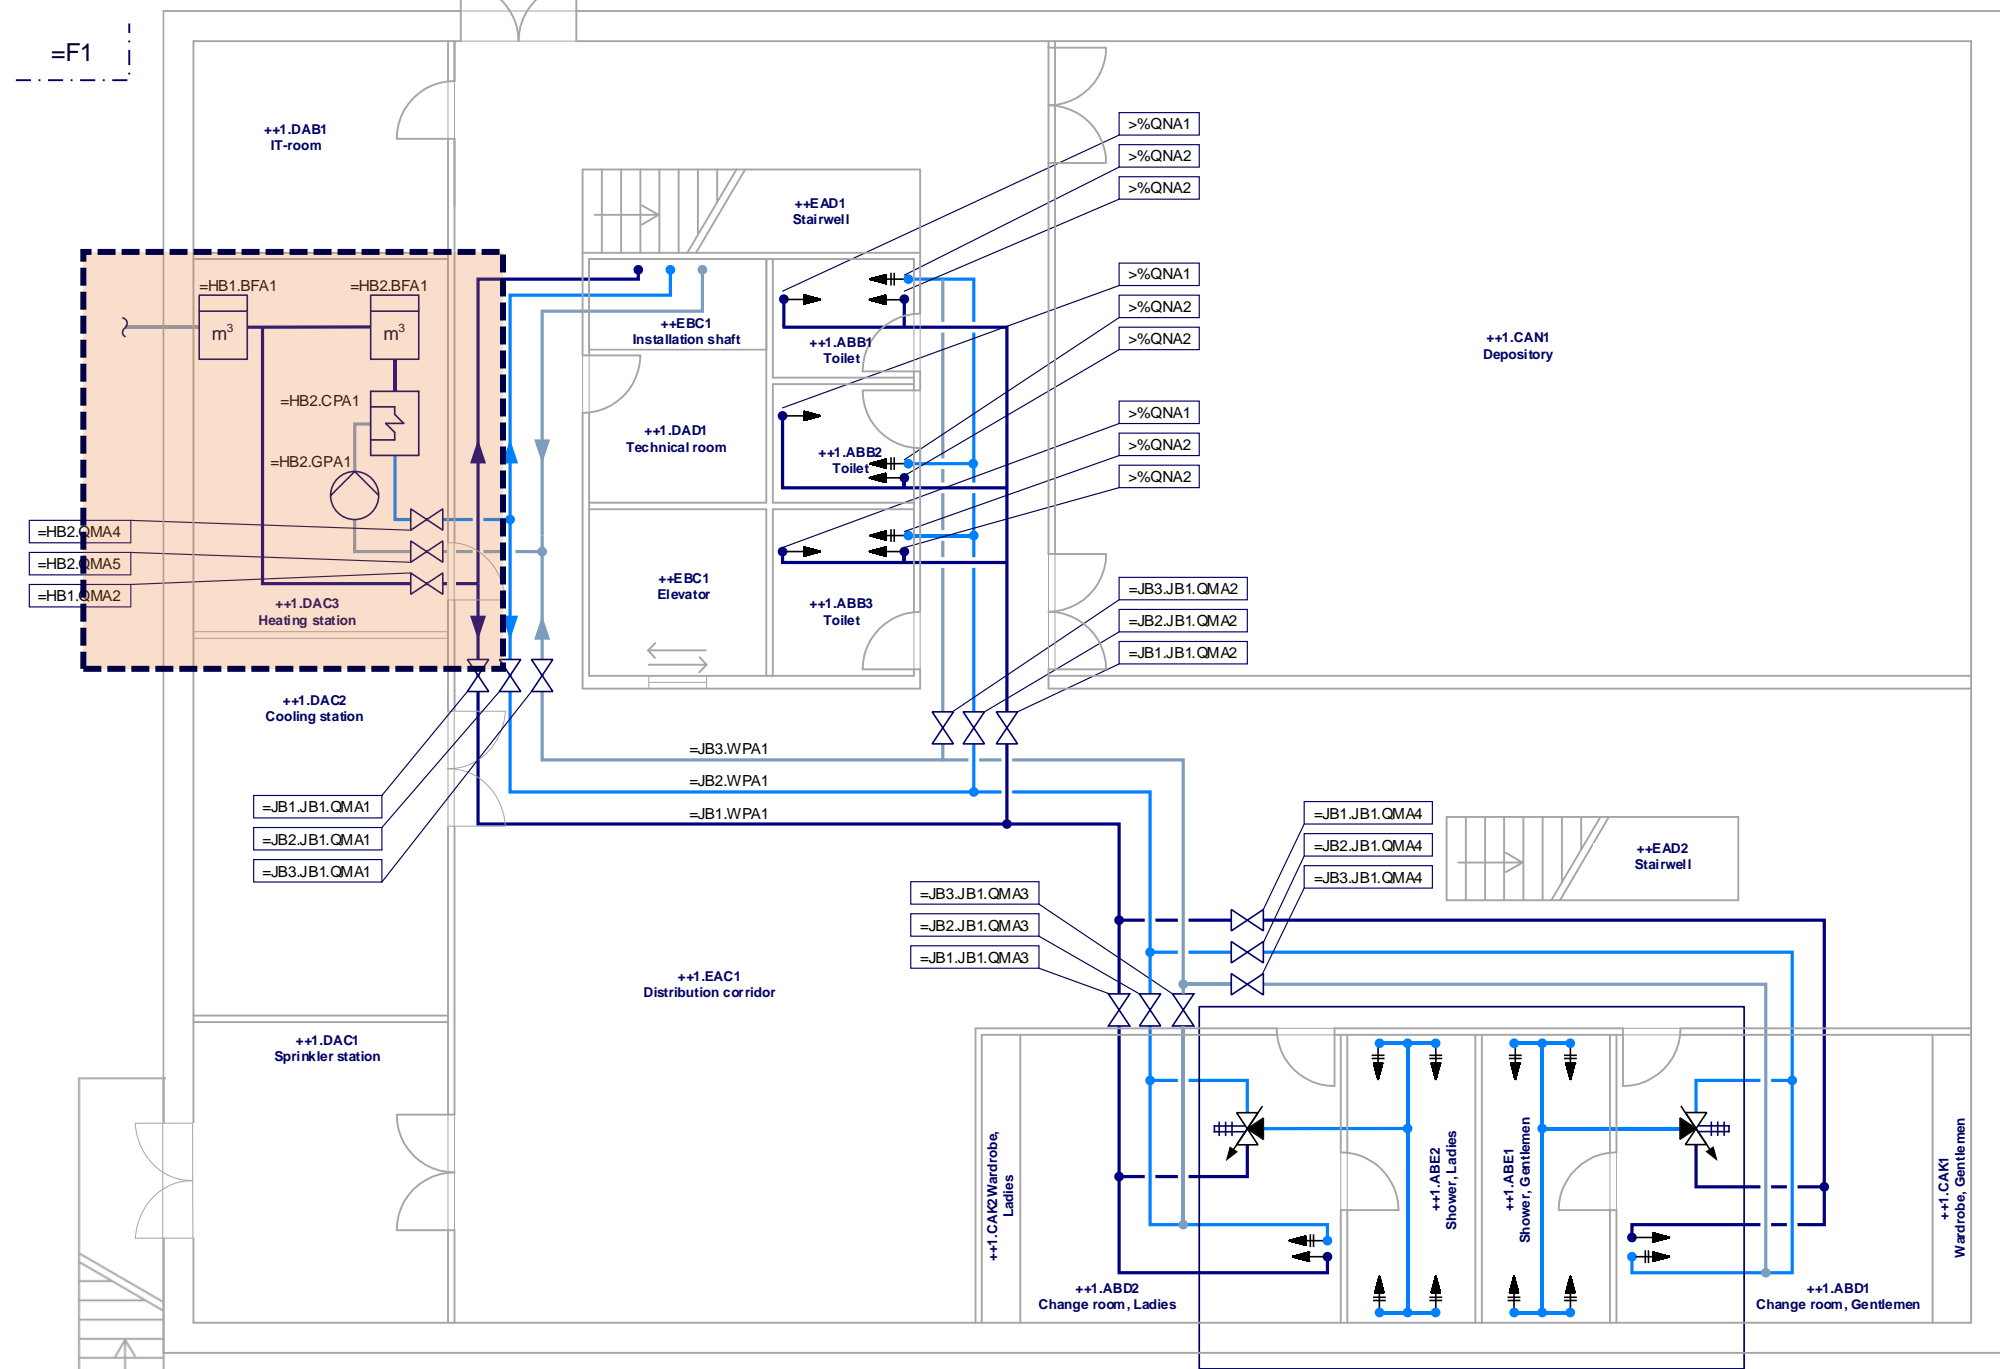 =F1
++1.DAB1
IT-room
>%QNA1
>%QNA2
>%QNA2
++EAD1
Stairwell
=HB1.BFA1
=HB2.BFA1
m³
m³
++EBC1
Installation shaft
++1.ABB1
Toilet
>%QNA1
>%QNA2
>%QNA2
++1.CAN1
Depository
=HB2.CPA1
=HB2.GPA1
++1.DAD1
Technical room
++1.ABB2
Toilet
>%QNA1
>%QNA2
>%QNA2
=HB2.QMA4
=HB2.QMA5
=HB1.QMA2
++1.DAC3
Heating station
++EBC1
Elevator
++1.ABB3
Toilet
=JB3.JB1.QMA2
=JB2.JB1.QMA2
=JB1.JB1.QMA2
++1.DAC2
Cooling station
=JB3.WPA1
=JB2.WPA1
=JB1.WPA1
=JB1.JB1.QMA1
=JB2.JB1.QMA1
=JB3.JB1.QMA1
=JB1.JB1.QMA4
=JB2.JB1.QMA4
=JB3.JB1.QMA4
++EAD2
Stairwell
=JB3.JB1.QMA3
=JB2.JB1.QMA3
=JB1.JB1.QMA3
++1.EAC1
Distribution corridor
++1.DAC1
Sprinkler station
++1.CAK2Wardrobe,
Ladies
++1.ABE2
Shower, Ladies
++1.ABE1
Shower, Gentlemen
++1.CAK1
Wardrobe, Gentlemen
++1.ABD2
Change room, Ladies
++1.ABD1
Change room, Gentlemen